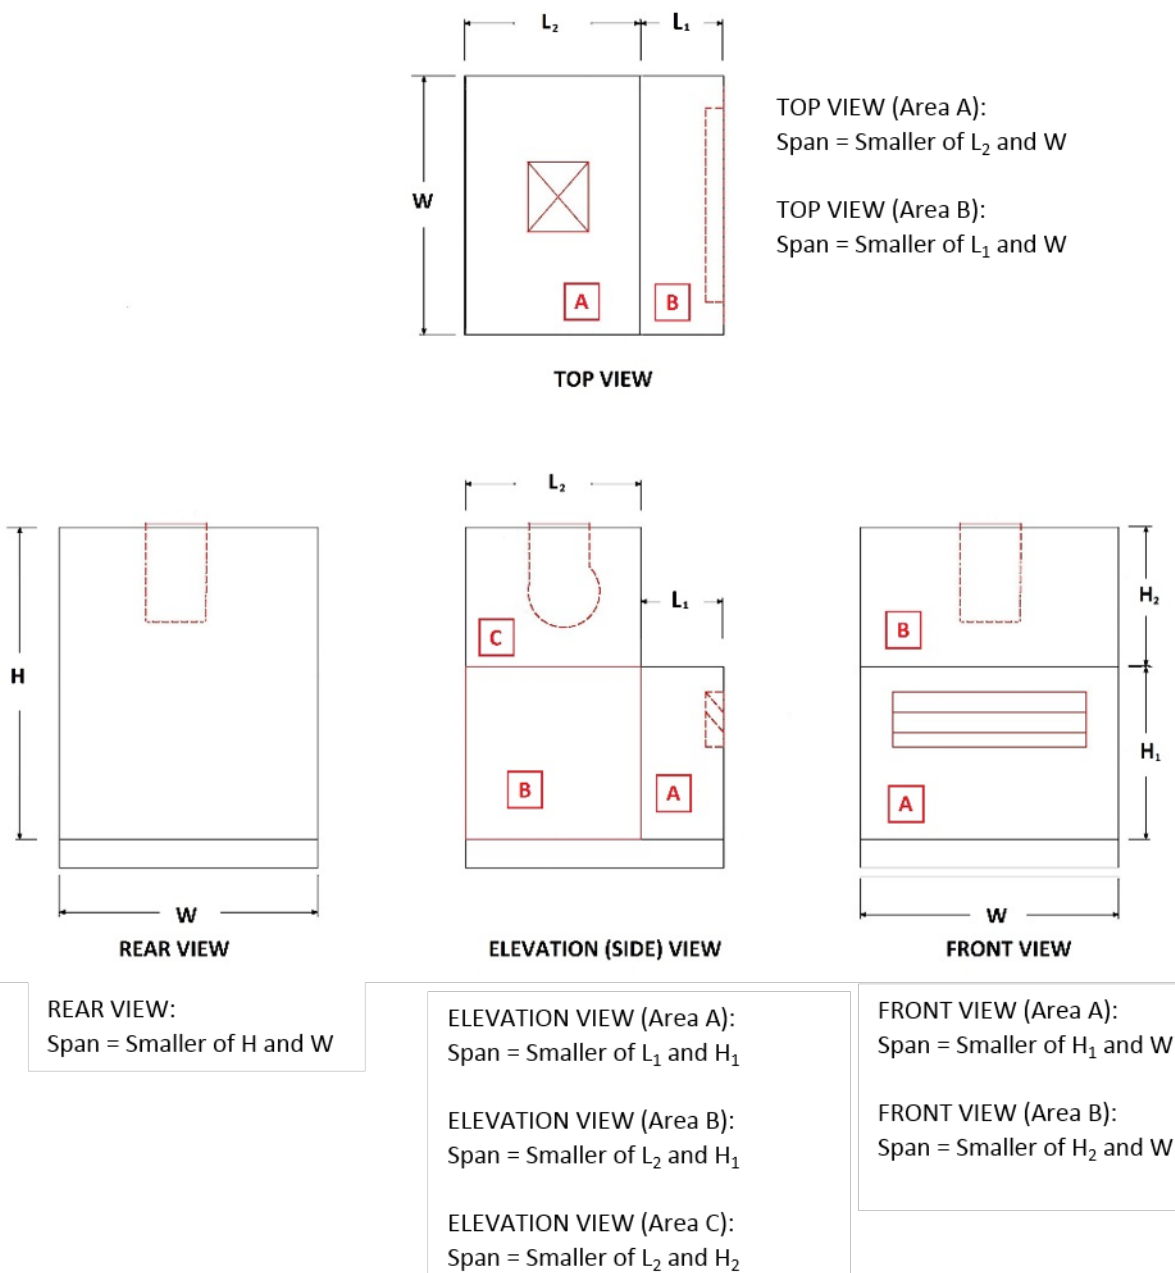 L₂
L₁
W
A
B
TOP VIEW
TOP VIEW (Area A):
Span = Smaller of L₂ and W
TOP VIEW (Area B):
Span = Smaller of L₁ and W
H
W
REAR VIEW
L₂
L₁
C
B
A
ELEVATION (SIDE) VIEW
H₂
B
H₁
A
W
FRONT VIEW
REAR VIEW:
Span = Smaller of H and W
ELEVATION VIEW (Area A):
Span = Smaller of L₁ and H₁
ELEVATION VIEW (Area B):
Span = Smaller of L₂ and H₁
ELEVATION VIEW (Area C):
Span = Smaller of L₂ and H₂
FRONT VIEW (Area A):
Span = Smaller of H₁ and W
FRONT VIEW (Area B):
Span = Smaller of H₂ and W